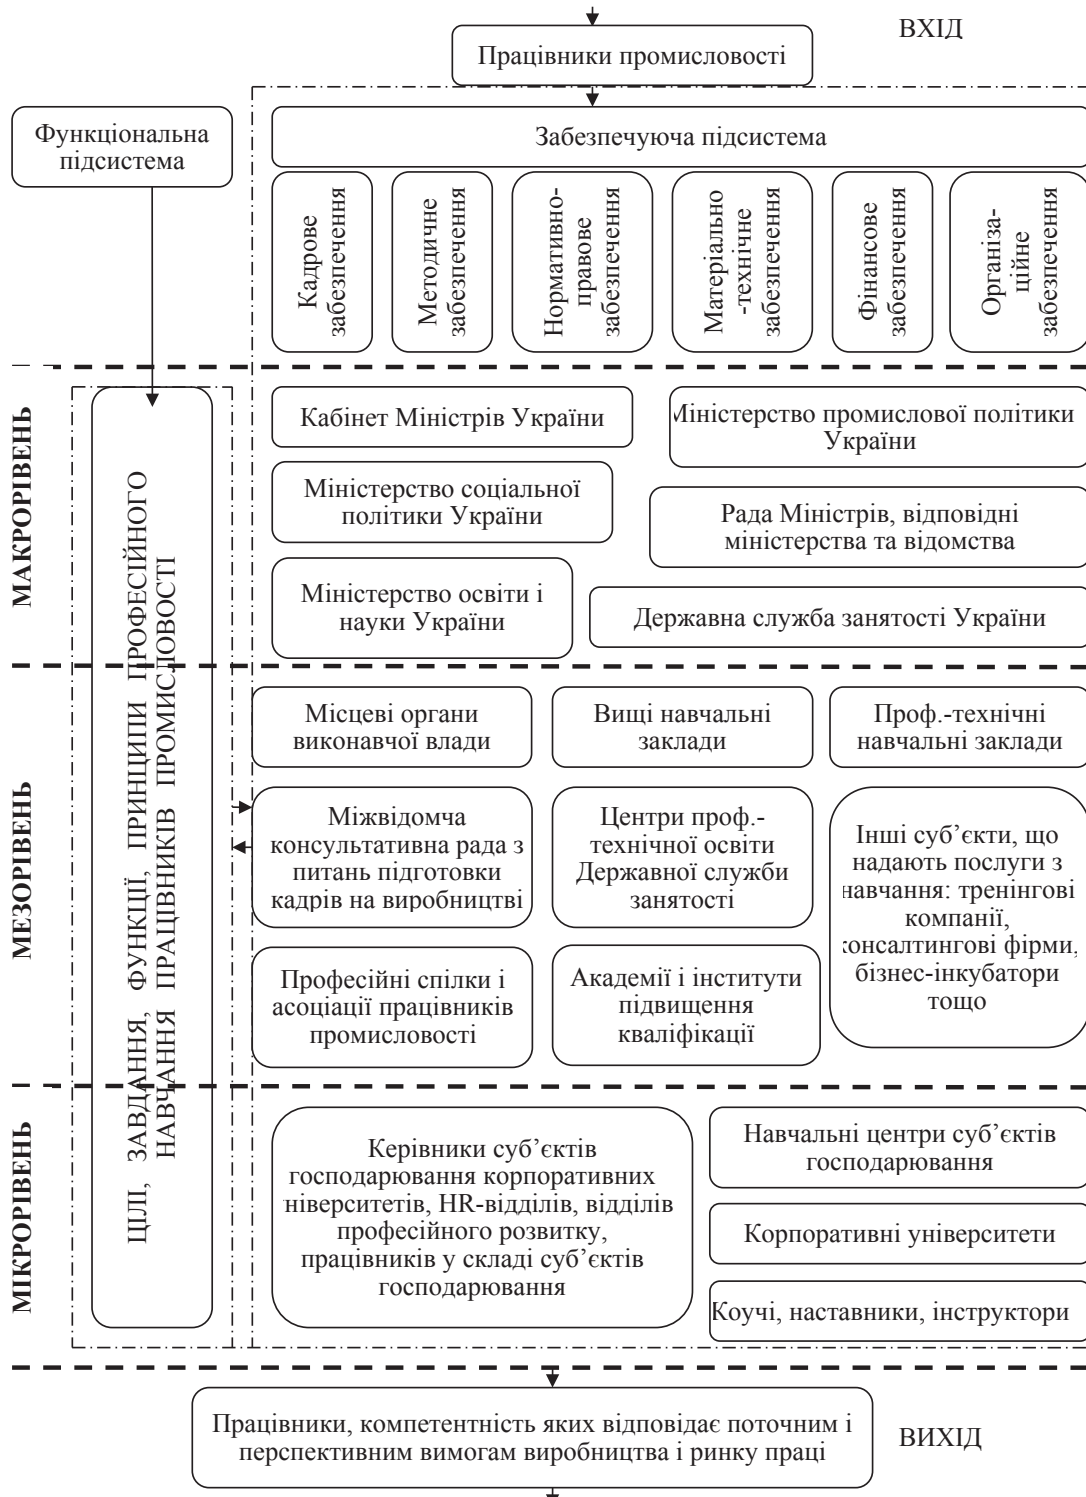 ВХІД
Працівники промисловості
Функціональна
підсистема
Забезпечуюча підсистема
Кадрове
забезпечення
Методичне
забезпечення
Нормативно-
правове
забезпечення
Матеріально
-технічне
забезпечення
Фінансове
забезпечення
Організа-
ційне
забезпечення
МАКРОРІВЕНЬ
ЦІЛІ, ЗАВДАННЯ, ФУНКЦІЇ, ПРИНЦИПИ ПРОФЕСІЙНОГО
НАВЧАННЯ ПРАЦІВНИКІВ ПРОМИСЛОВОСТІ
Кабінет Міністрів України
Міністерство промислової політики
України
Міністерство соціальної
політики України
Рада Міністрів, відповідні
міністерства та відомства
Міністерство освіти і
науки України
Державна служба занятості України
МЕЗОРІВЕНЬ
Місцеві органи
виконавчої влади
Вищі навчальні
заклади
Проф.-технічні
навчальні заклади
Міжвідомча
консультативна рада з
питань підготовки
кадрів на виробництві
Центри проф.-
технічної освіти
Державної служби
занятості
Інші суб’єкти, що
надають послуги з
навчання: тренінгові
компанії,
консалтингові фірми,
бізнес-інкубатори
тощо
Професійні спілки і
асоціації працівників
промисловості
Академії і інститути
підвищення
кваліфікації
МІКРОРІВЕНЬ
Керівники суб’єктів
господарювання корпоративних
ніверситетів, HR-відділів, відділів
професійного розвитку,
працівників у складі суб’єктів
господарювання
Навчальні центри суб’єктів
господарювання
Корпоративні університети
Коучі, наставники, інструктори
Працівники, компетентність яких відповідає поточним і
перспективним вимогам виробництва і ринку праці
ВИХІД